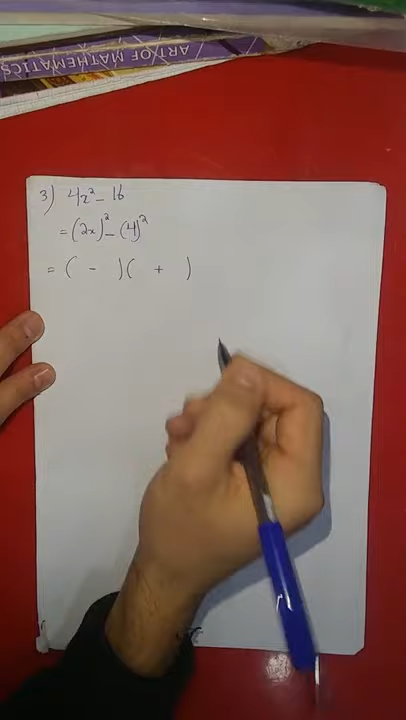 ART OF MATHEMATICS
3) 4x² - 16
= (2x)² - (4)²
= (  -  )(  +  )